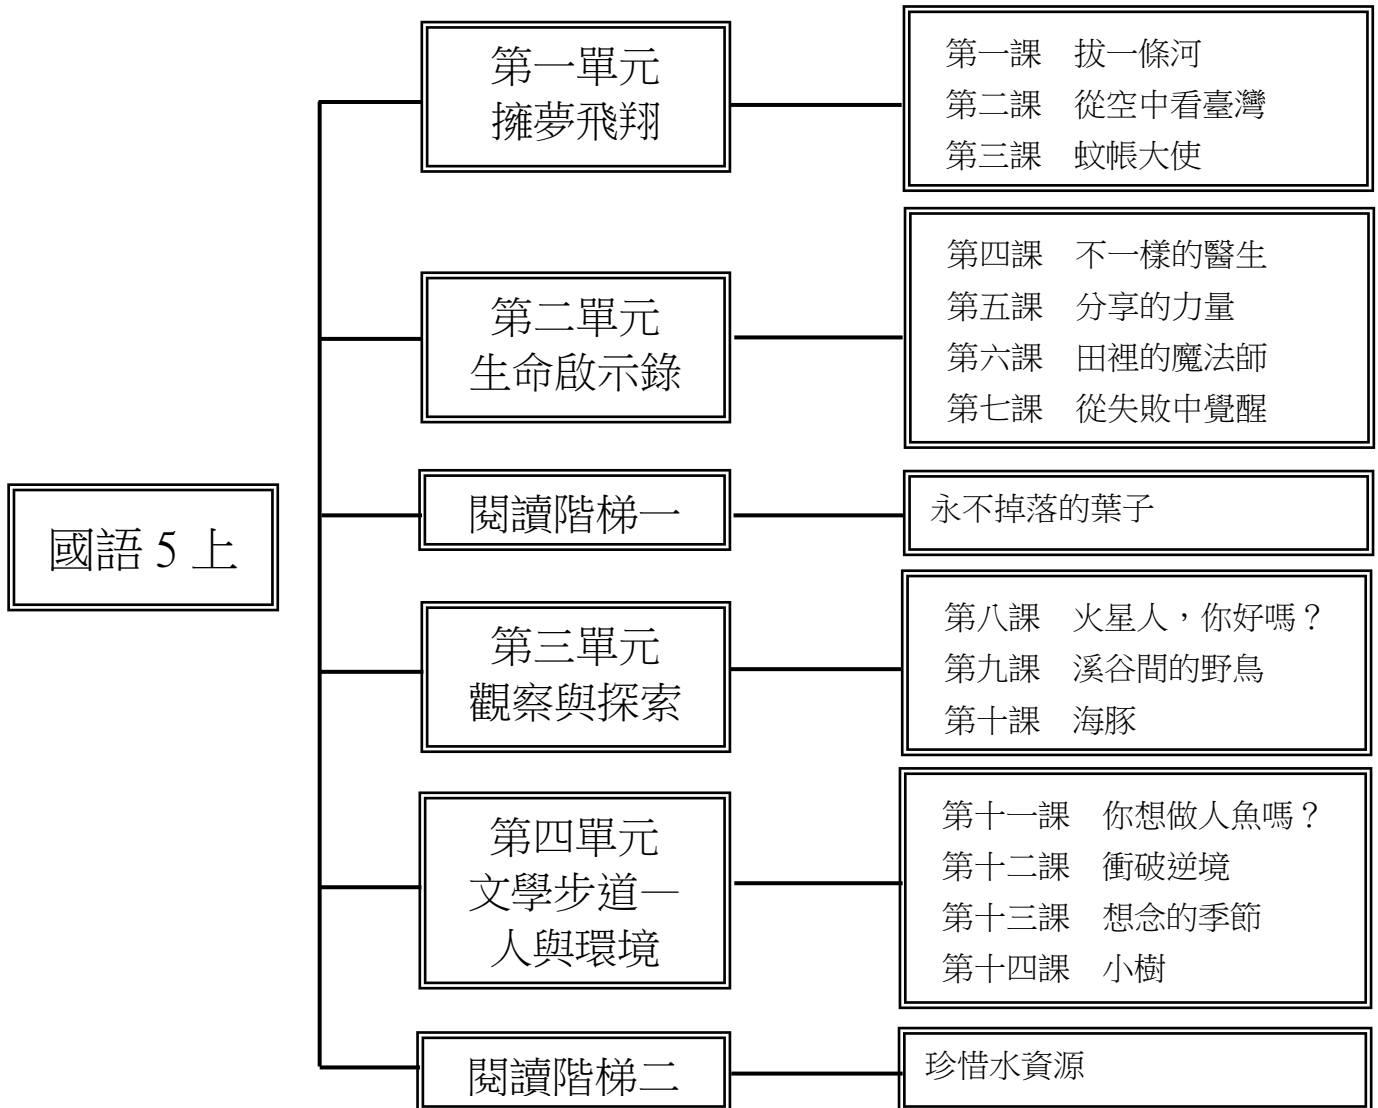 國語 5 上
第一單元
擁夢飛翔
第一課　拔一條河
第二課　從空中看臺灣
第三課　蚊帳大使
第二單元
生命啟示錄
第四課　不一樣的醫生
第五課　分享的力量
第六課　田裡的魔法師
第七課　從失敗中覺醒
閱讀階梯一
永不掉落的葉子
第三單元
觀察與探索
第八課　火星人，你好嗎？
第九課　溪谷間的野鳥
第十課　海豚
第四單元
文學步道—
人與環境
第十一課　你想做人魚嗎？
第十二課　衝破逆境
第十三課　想念的季節
第十四課　小樹
閱讀階梯二
珍惜水資源